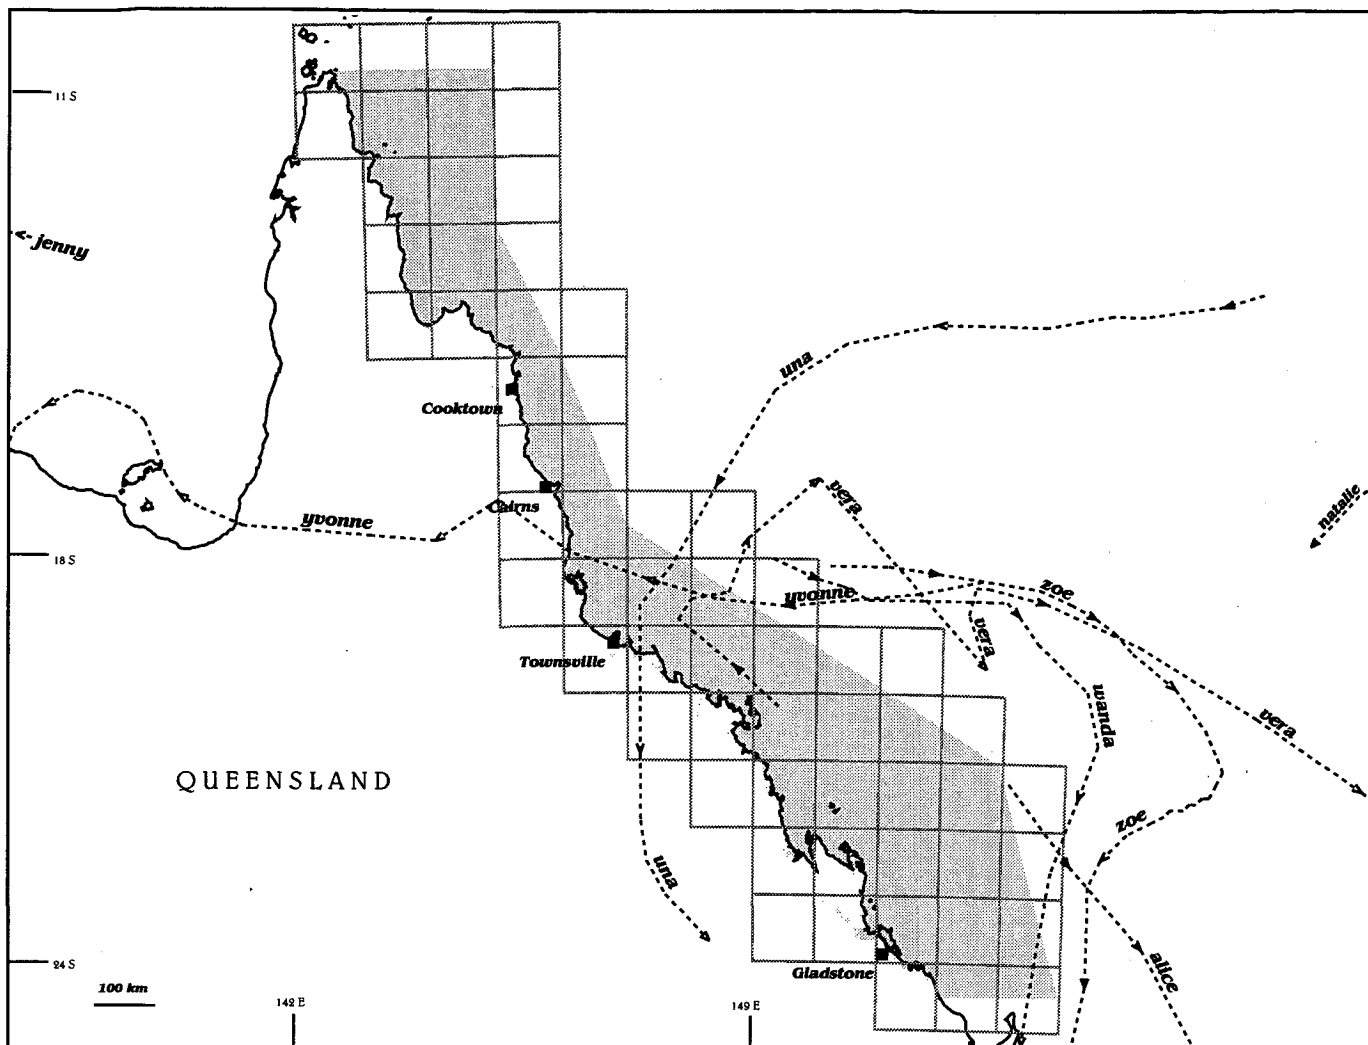 11 S
jenny
una
Cooktown
vera
natalie
Cairns
yvonne
18 S
zoe
yvonne
vera
Townsville
wanda
vera
QUEENSLAND
zoe
una
alice
Gladstone
24 S
100 km
142 E
149 E